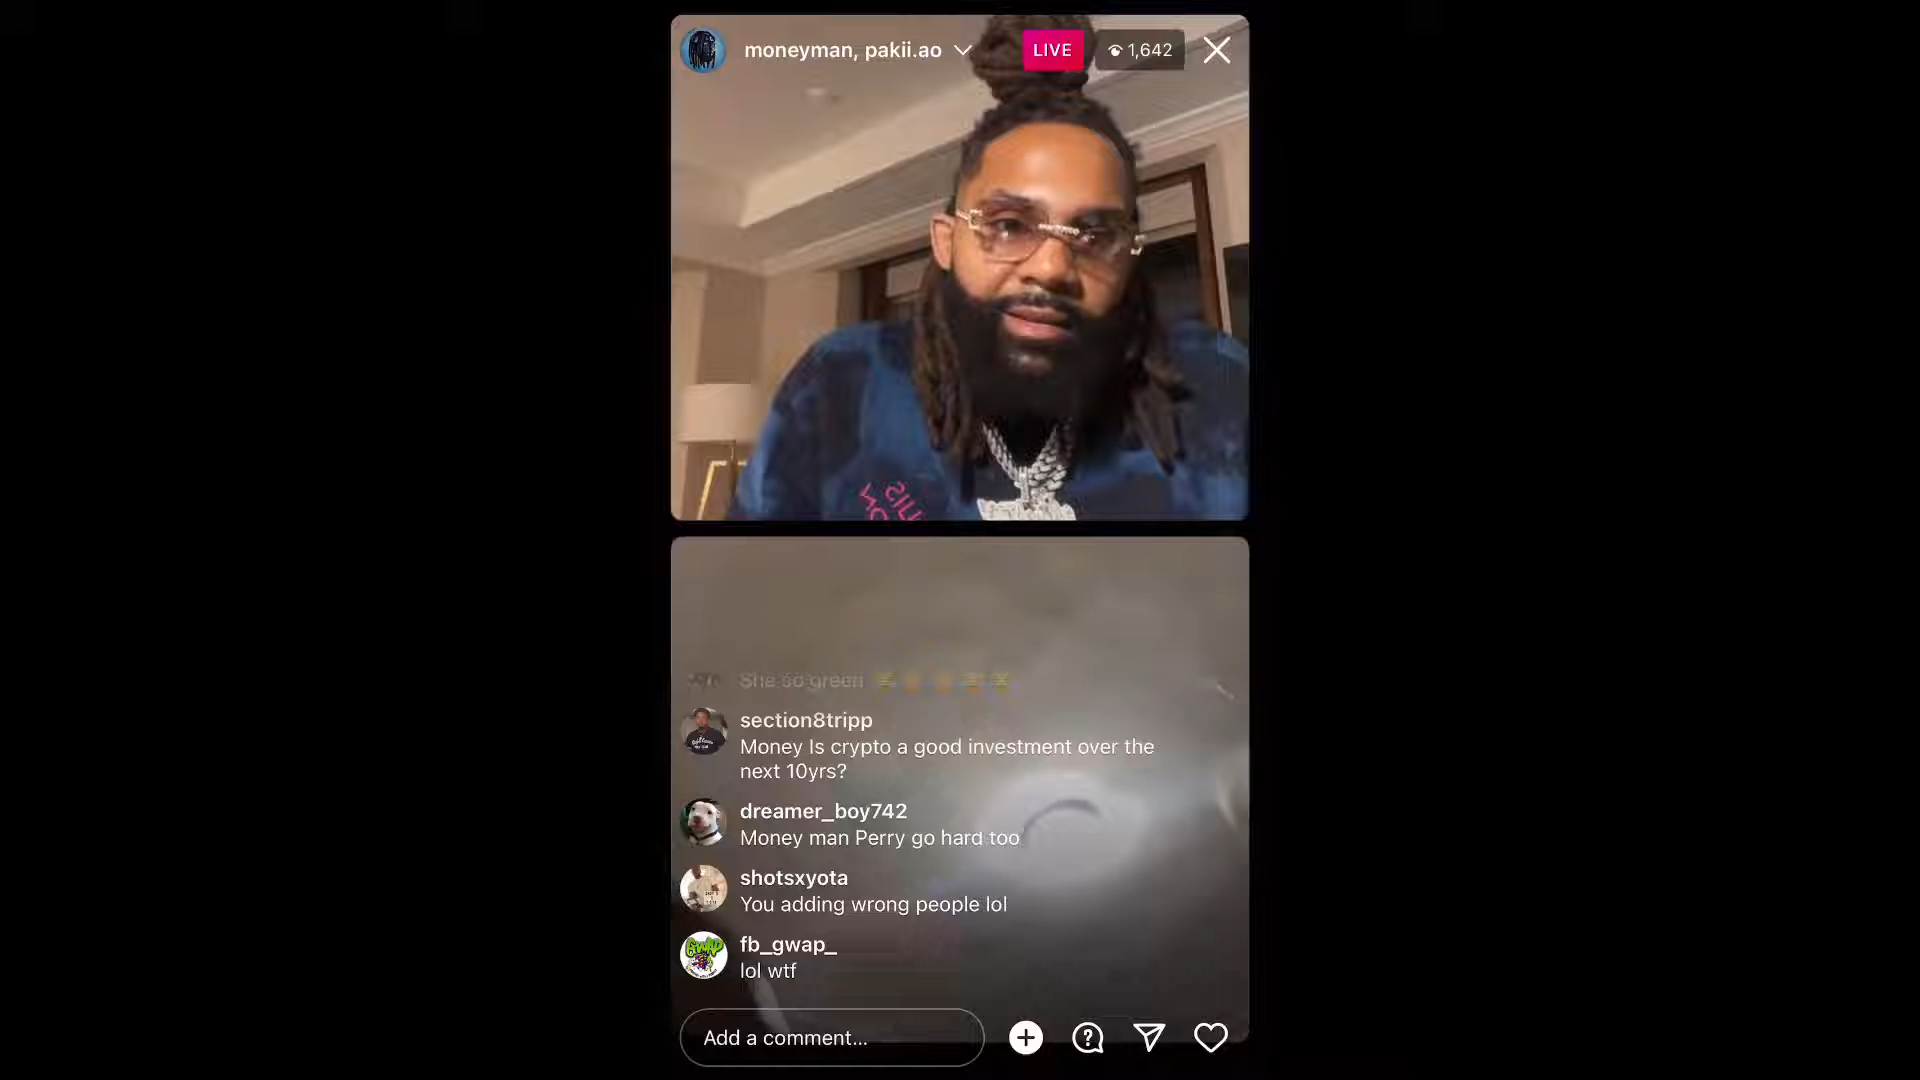 moneyman, pakii.ao
LIVE
1,642
She so green
section8tripp
Money Is crypto a good investment over the
next 10yrs?
dreamer_boy742
Money man Perry go hard too
shotsxyota
You adding wrong people lol
fb_gwap_
lol wtf
Add a comment...